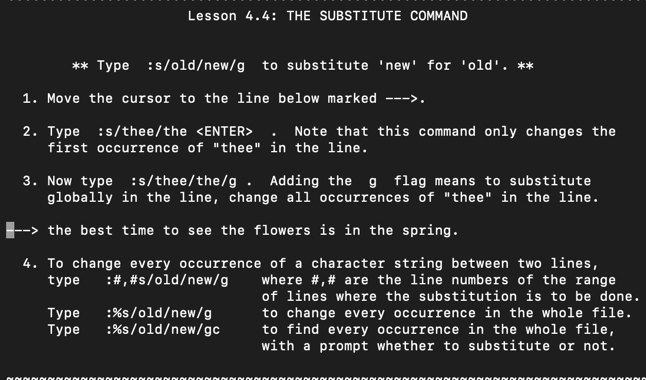 Lesson 4.4: THE SUBSTITUTE COMMAND
** Type  :s/old/new/g  to substitute 'new' for 'old'. **
1. Move the cursor to the line below marked --->.
2. Type  :s/thee/the <ENTER>  .  Note that this command only changes the
first occurrence of "thee" in the line.
3. Now type  :s/thee/the/g .  Adding the  g  flag means to substitute
globally in the line, change all occurrences of "thee" in the line.
---> the best time to see the flowers is in the spring.
4. To change every occurrence of a character string between two lines,
type   :#,#s/old/new/g    where #,# are the line numbers of the range
of lines where the substitution is to be done.
Type   :%s/old/new/g      to change every occurrence in the whole file.
Type   :%s/old/new/gc     to find every occurrence in the whole file,
with a prompt whether to substitute or not.